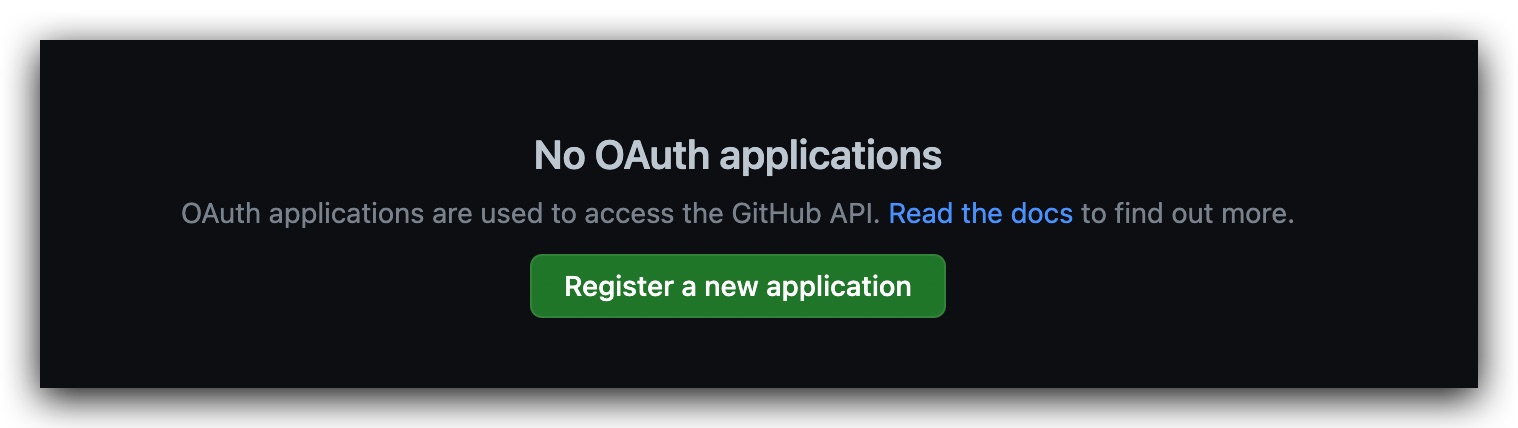 No OAuth applications
OAuth applications are used to access the GitHub API. Read the docs to find out more.
Register a new application